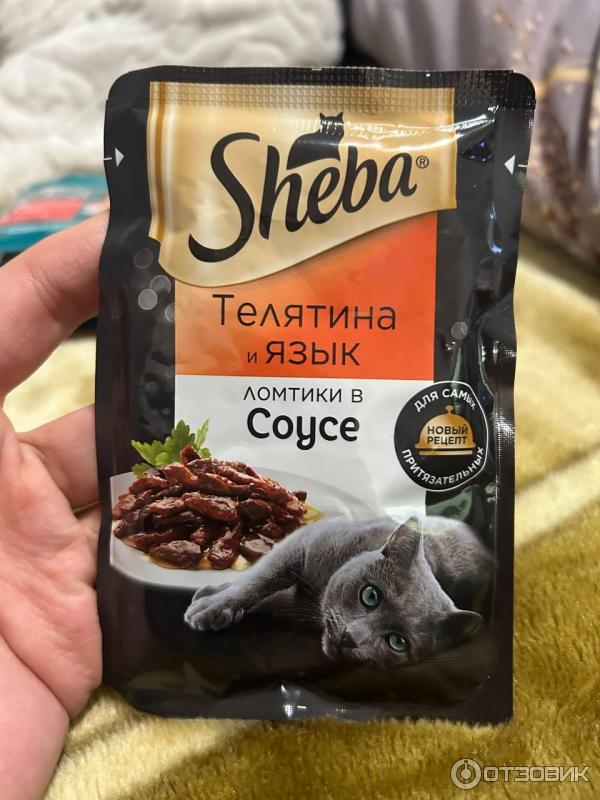 Sheba®
Телятина
и язык
ломтики в
Соусе
ДЛЯ САМЫХ
НОВЫЙ
РЕЦЕПТ
ПРИТЯЗАТЕЛЬНЫХ
ОТЗОВИК